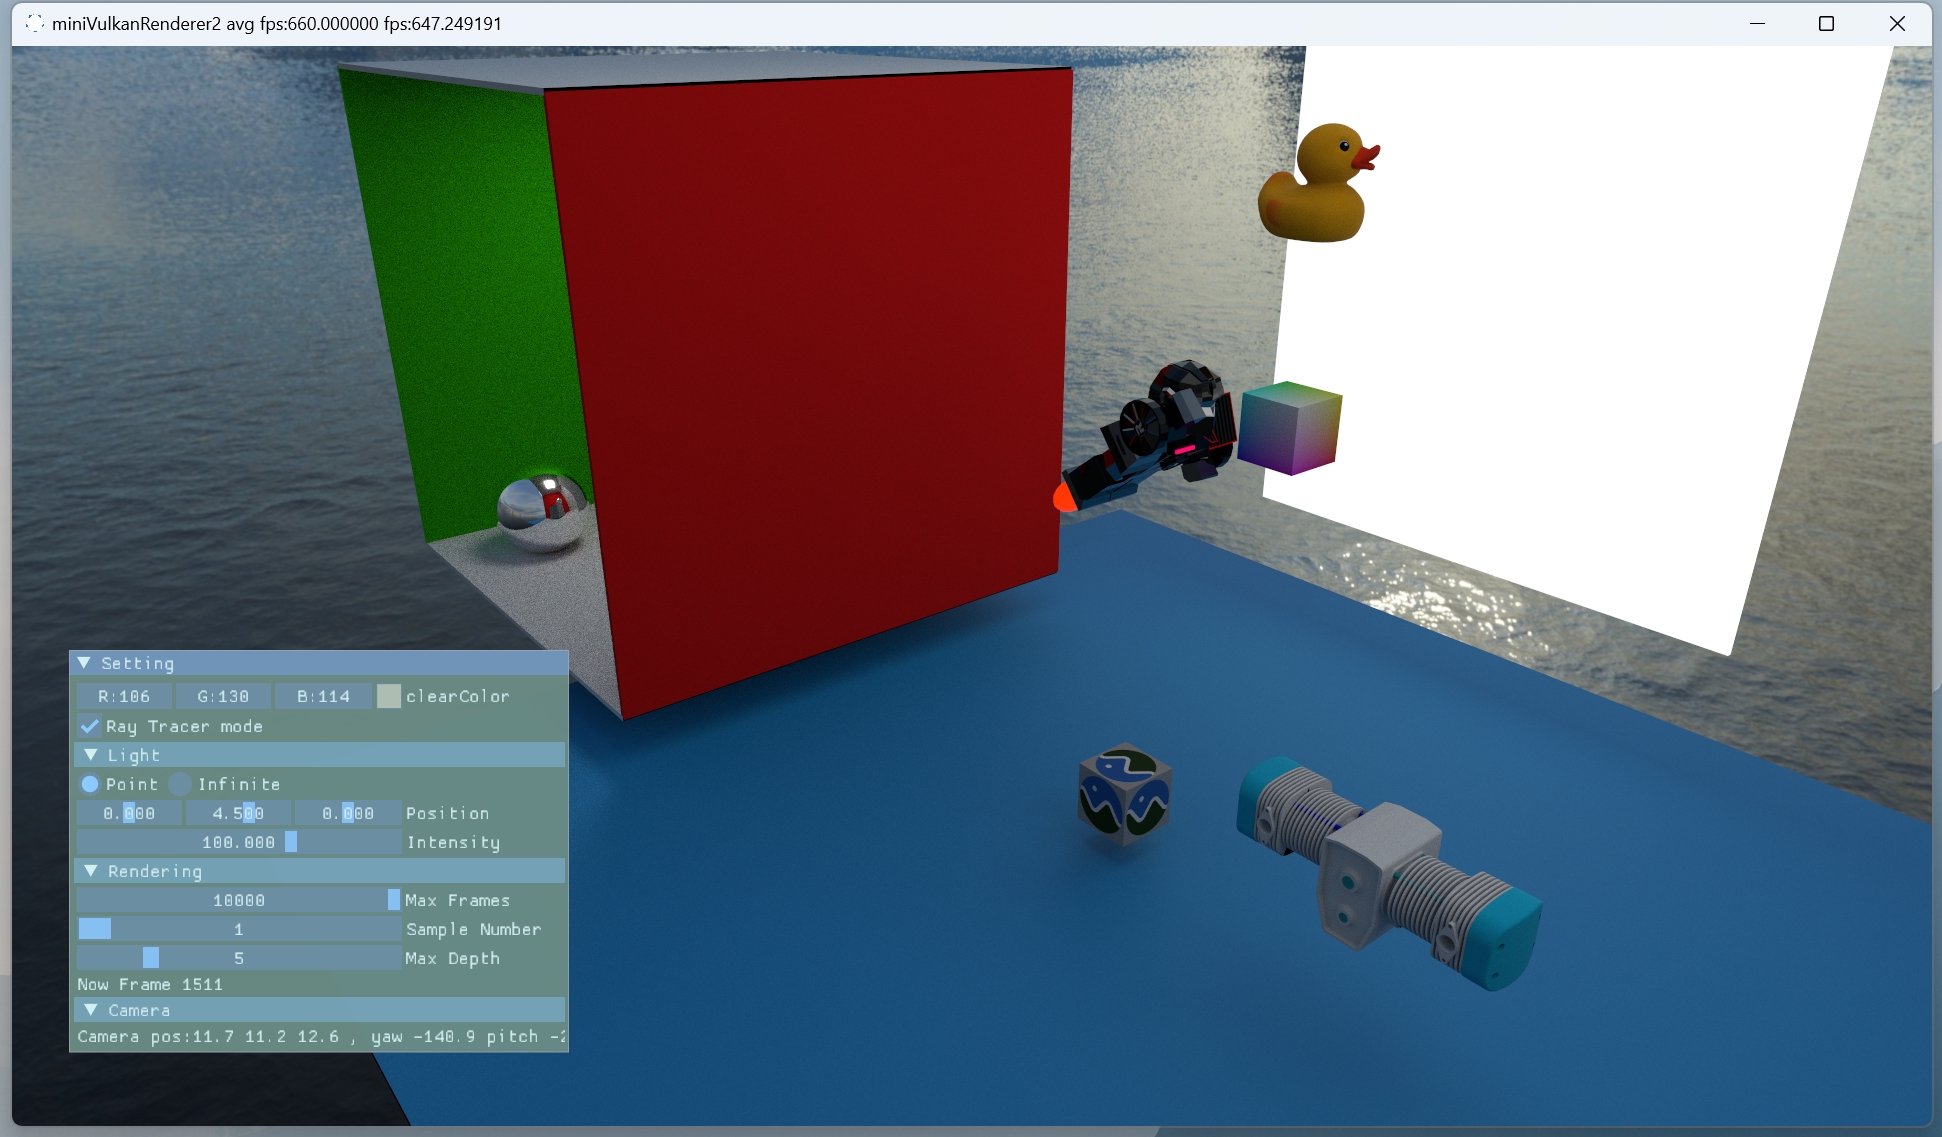 miniVulkanRenderer2 avg fps:660.000000 fps:647.249191
Setting
R:106 G:130 B:114 clearColor
Ray Tracer mode
Light
Point Infinite
0.000 4.500 0.000 Position
100.000 Intensity
Rendering
10000 Max Frames
1 Sample Number
5 Max Depth
Now Frame 1511
Camera
Camera pos:11.7 11.2 12.6 , yaw -140.9 pitch -2